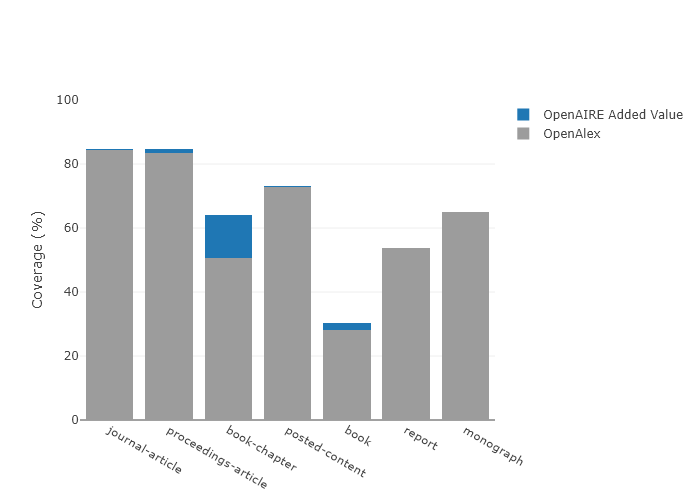 100
80
60
40
20
0
Coverage (%)
journal-article
proceedings-article
book-chapter
posted-content
book
report
monograph
OpenAIRE Added Value
OpenAlex